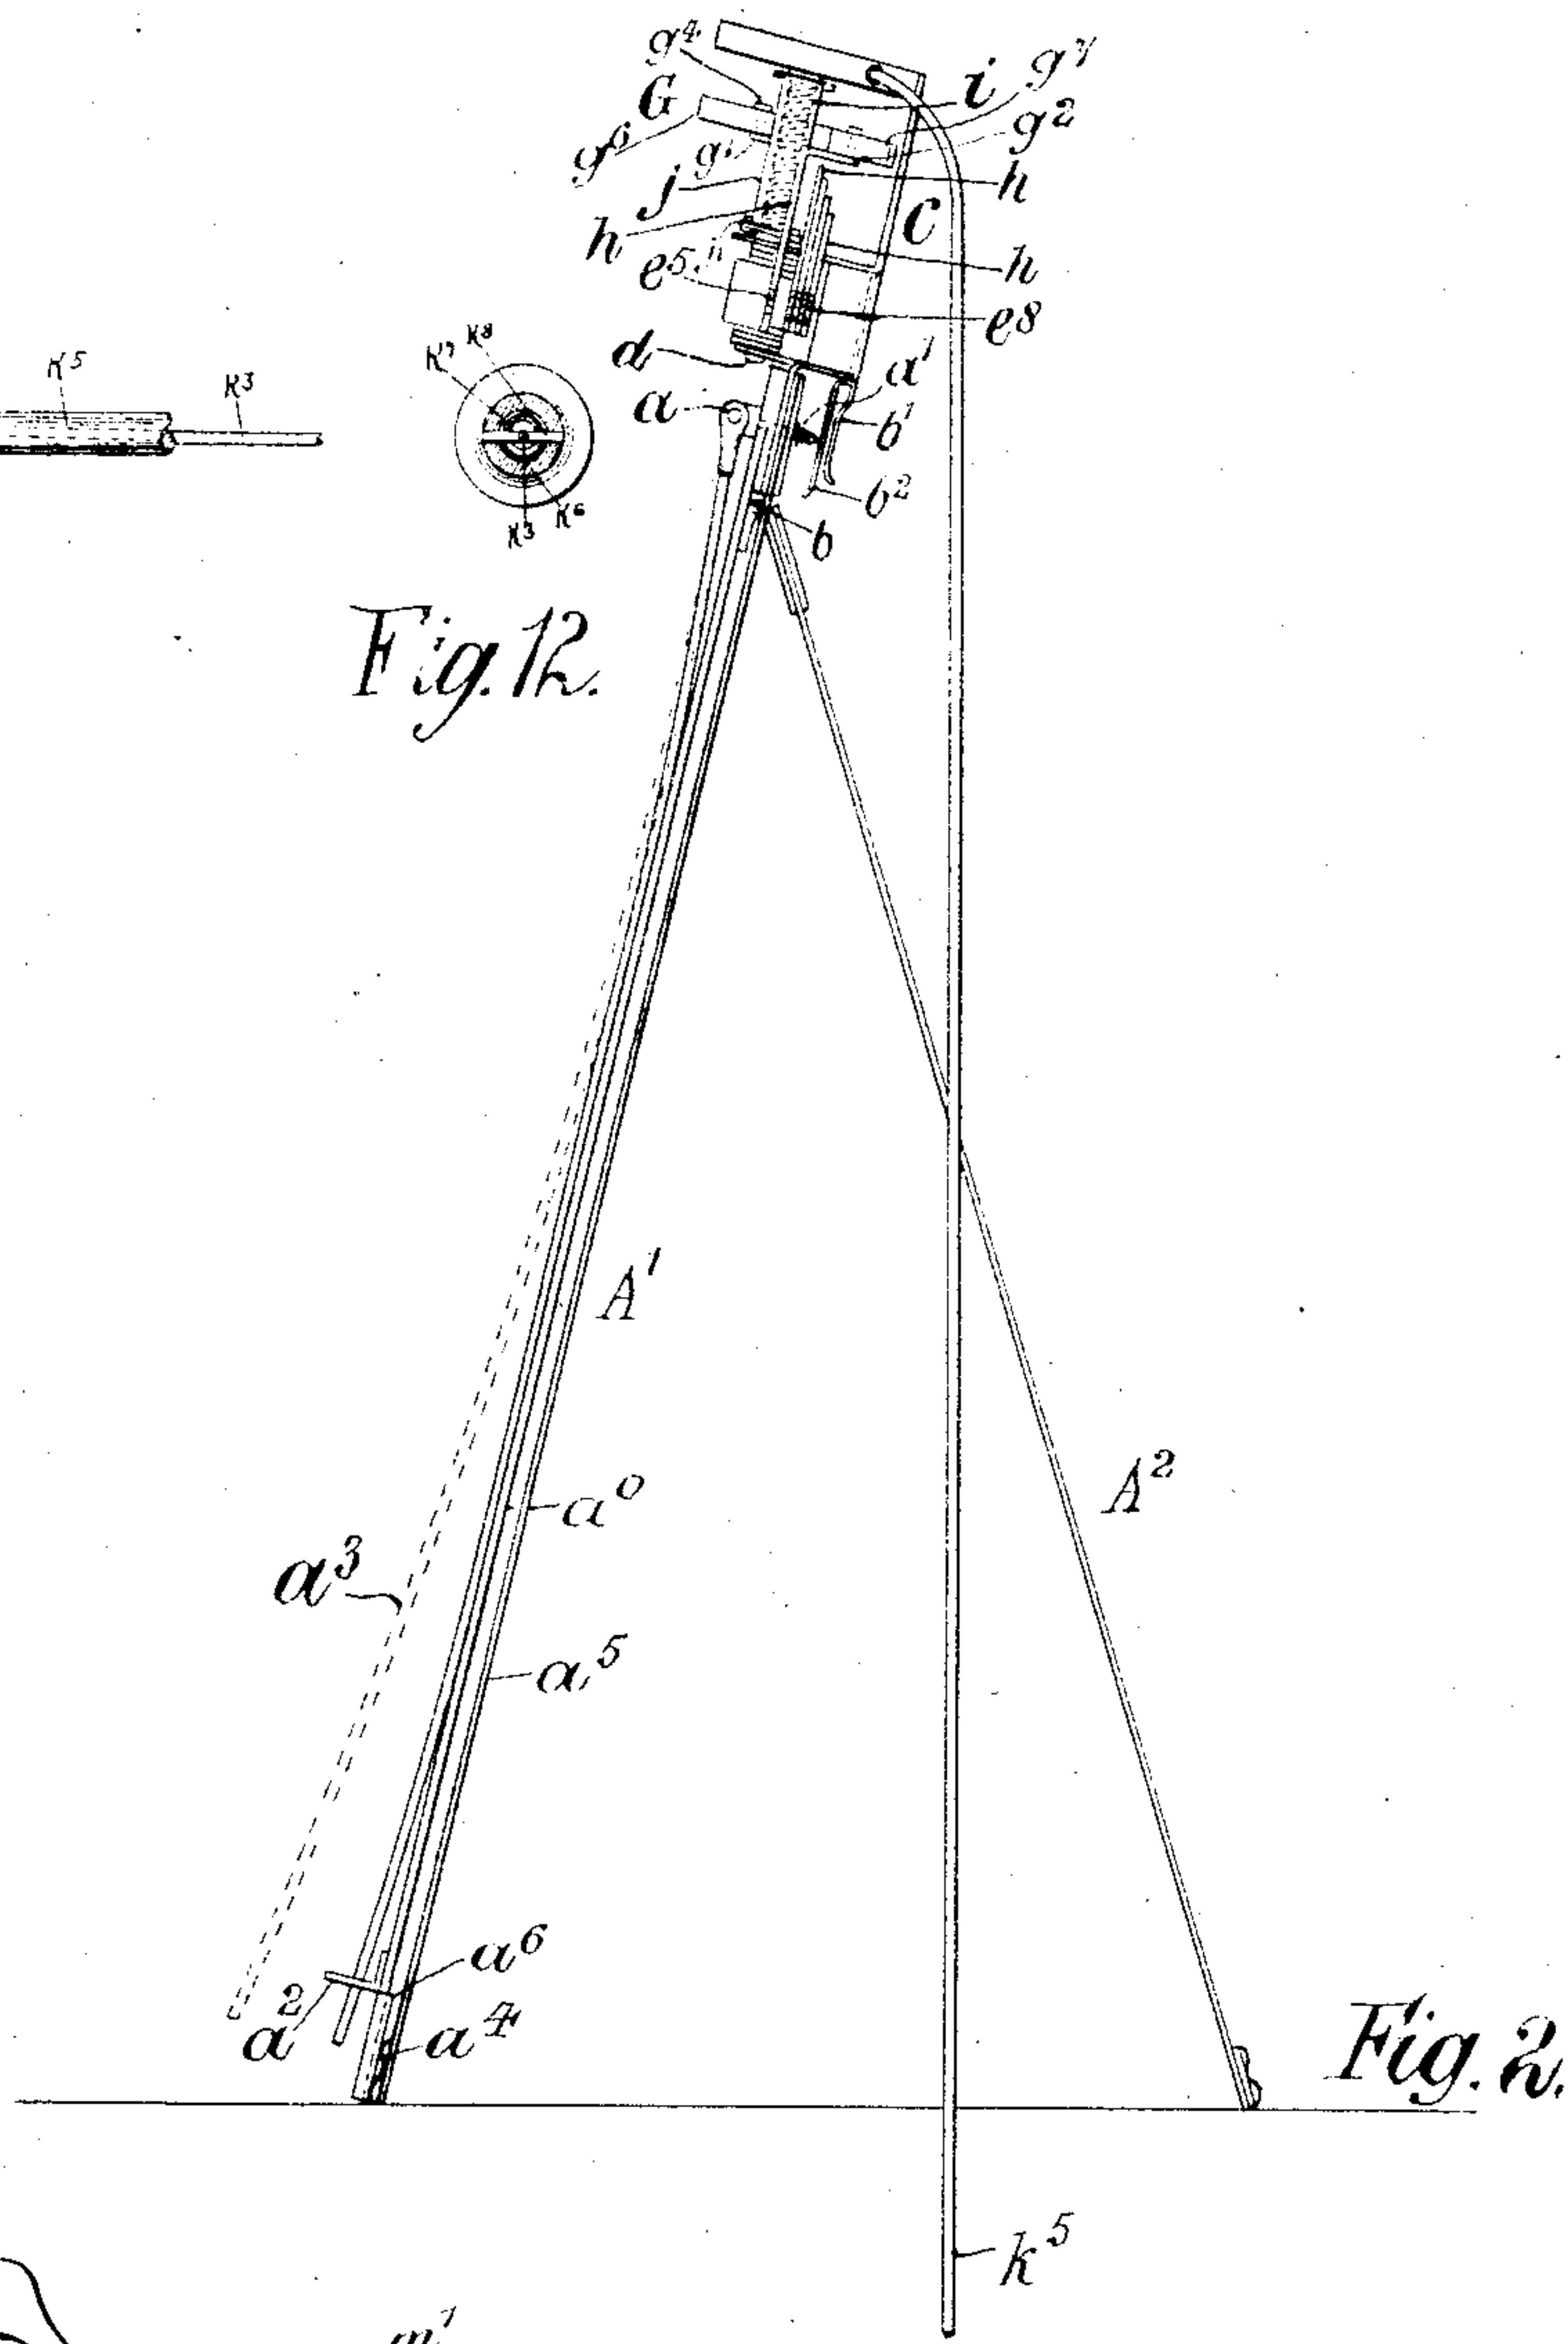 g⁴
G
i
g⁷
g²
g⁶
g'
j
h
h
C
h
e⁵
h
e⁸
d
a
a¹
b¹
b²
b
K⁵
K³
K⁷
K⁸
K³
K⁶
Fig. 12.
A¹
a⁰
A²
a³
a⁵
a⁶
a²
a⁴
Fig. 2.
k⁵
m¹